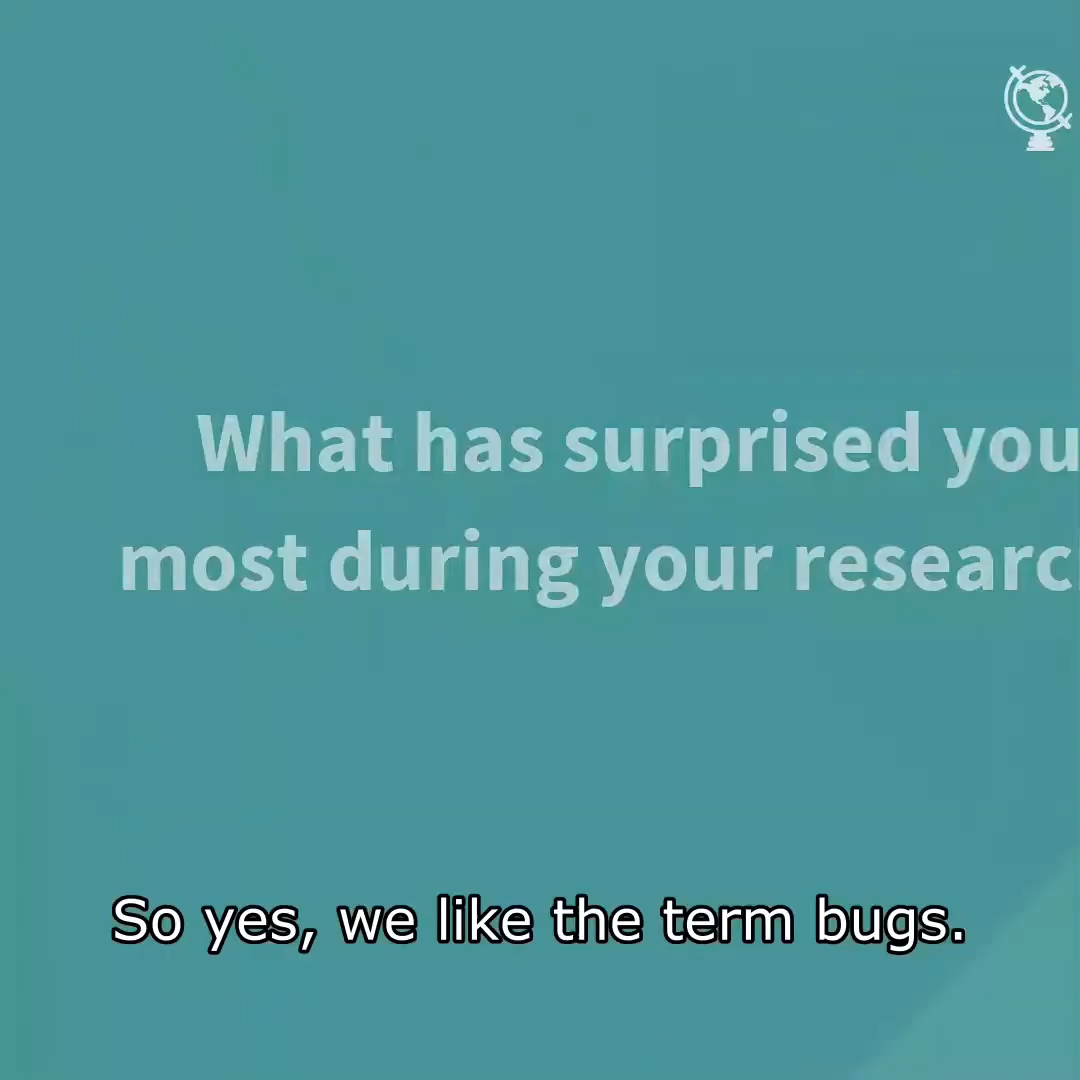 What has surprised you
most during your researc
So yes, we like the term bugs.